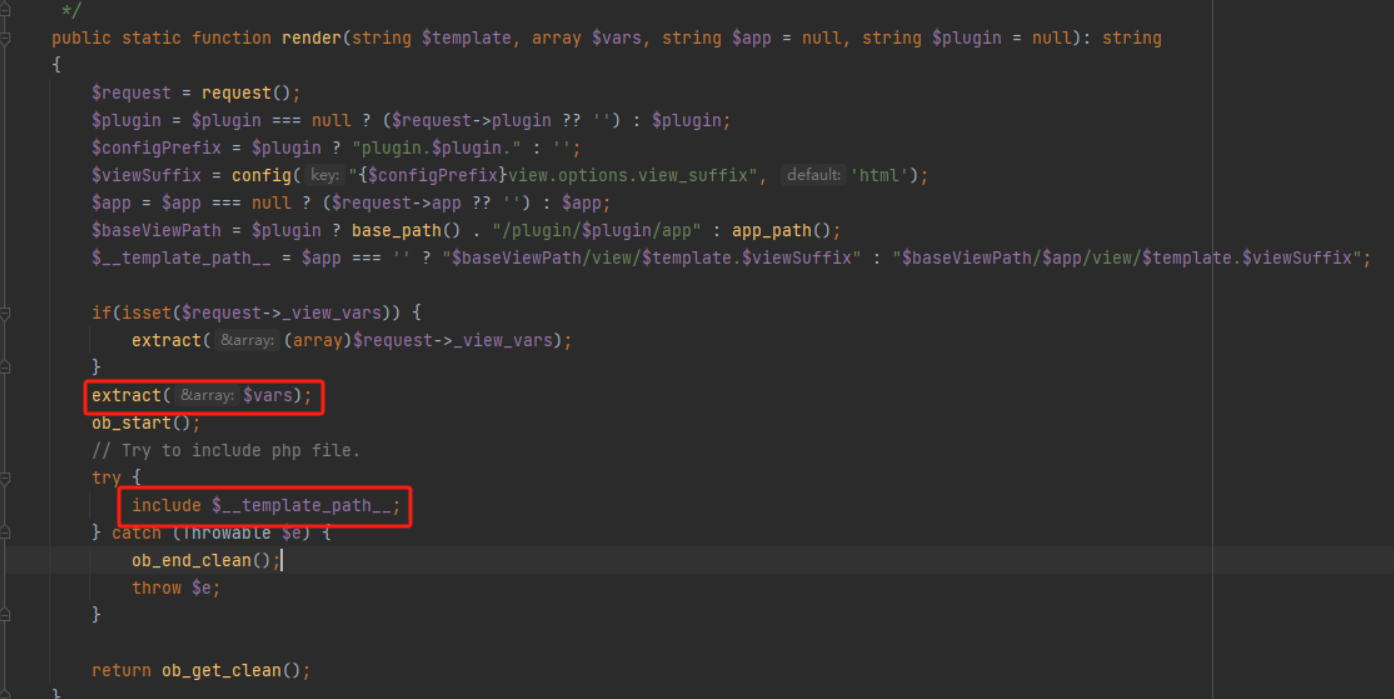 */
public static function render(string $template, array $vars, string $app = null, string $plugin = null): string
{
$request = request();
$plugin = $plugin === null ? ($request->plugin ?? '') : $plugin;
$configPrefix = $plugin ? "plugin.$plugin." : '';
$viewSuffix = config( key: "{$configPrefix}view.options.view_suffix", default: 'html');
$app = $app === null ? ($request->app ?? '') : $app;
$baseViewPath = $plugin ? base_path() . "/plugin/$plugin/app" : app_path();
$__template_path__ = $app === '' ? "$baseViewPath/view/$template.$viewSuffix" : "$baseViewPath/$app/view/$template.$viewSuffix";
if(isset($request->_view_vars)) {
extract( &array: (array)$request->_view_vars);
}
extract( &array: $vars);
ob_start();
// Try to include php file.
try {
include $__template_path__;
} catch (Throwable $e) {
ob_end_clean();
throw $e;
}
return ob_get_clean();
}